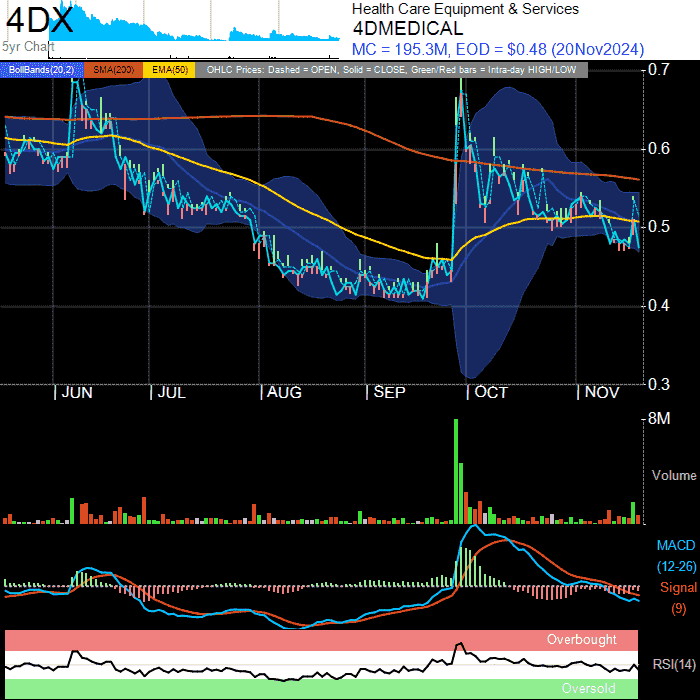 4DX
5yr Chart
Health Care Equipment & Services
4DMEDICAL
MC = 195.3M, EOD = $0.48 (20Nov2024)
BollBands(20,2) SMA(200) EMA(50) OHLC Prices: Dashed = OPEN, Solid = CLOSE, Green/Red bars = Intra-day HIGH/LOW
0.7
0.6
0.5
0.4
0.3
JUN JUL AUG SEP OCT NOV
8M
Volume
MACD
(12-26)
Signal
(9)
Overbought
RSI(14)
Oversold